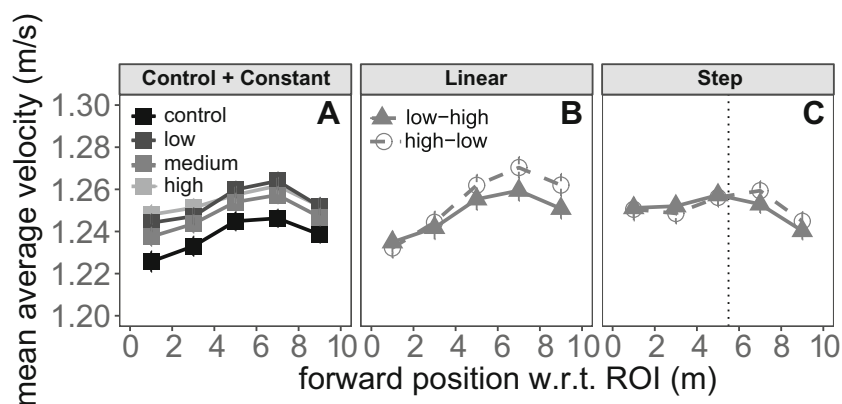 mean average velocity (m/s)
Control + Constant
Linear
Step
A
B
C
control
low
medium
high
low−high
high−low
1.30
1.28
1.26
1.24
1.22
1.20
0 2 4 6 8 10
0 2 4 6 8 10
0 2 4 6 8 10
forward position w.r.t. ROI (m)